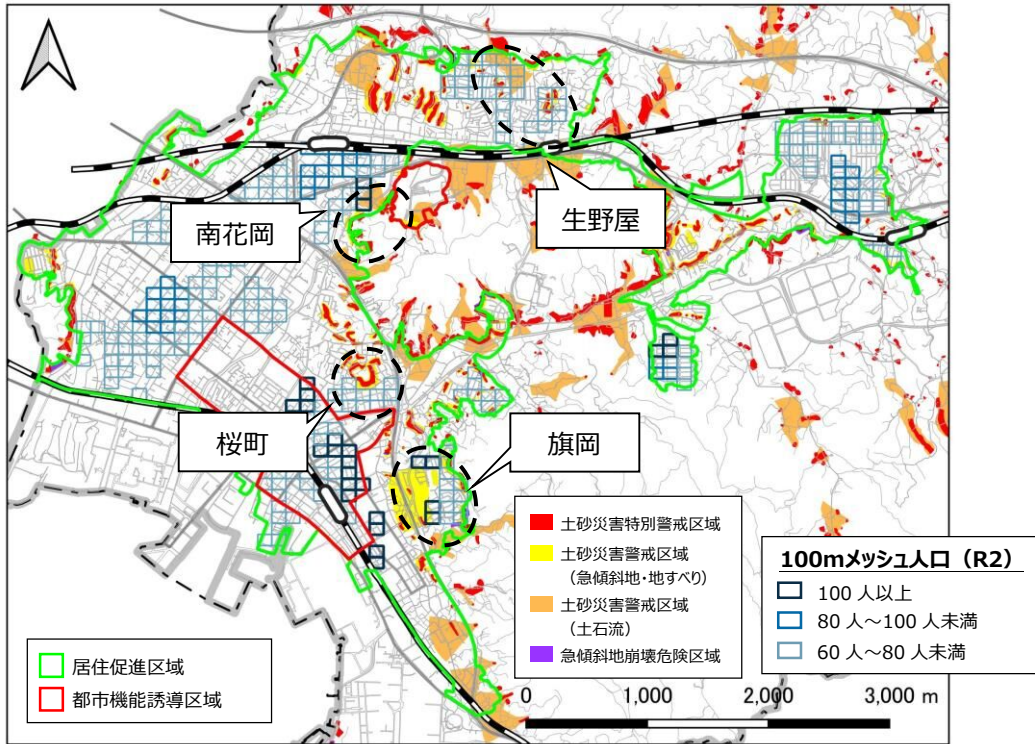 生野屋
南花岡
桜町
旗岡
土砂災害特別警戒区域
土砂災害警戒区域
(急傾斜地・地すべり)
土砂災害警戒区域
(土石流)
急傾斜地崩壊危険区域
100mメッシュ人口（R2）
100 人以上
80 人～100 人未満
60 人～80 人未満
居住促進区域
都市機能誘導区域
0 1,000 2,000 3,000 m